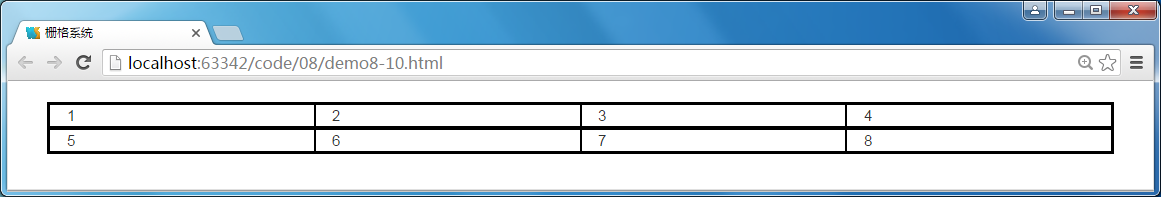 栅格系统
localhost:63342/code/08/demo8-10.html
1 2 3 4
5 6 7 8